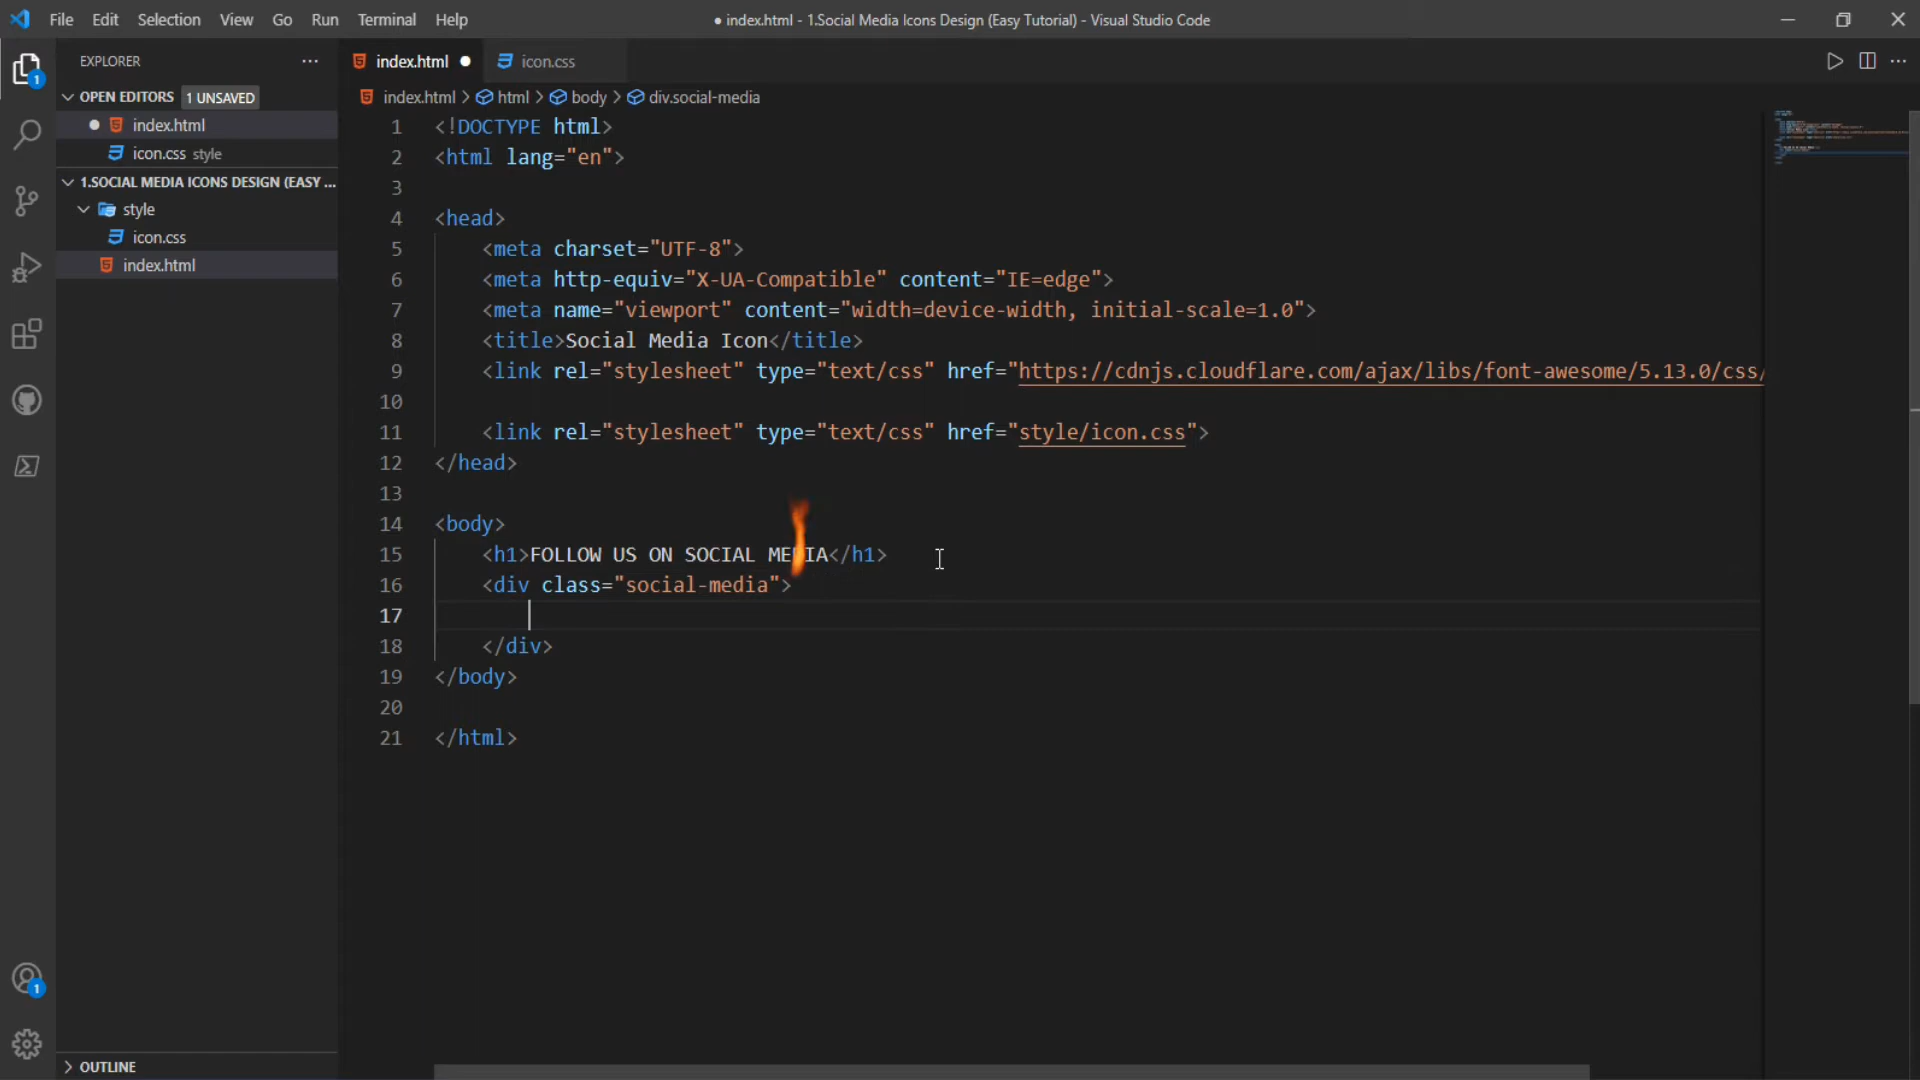 File Edit Selection View Go Run Terminal Help
● index.html - 1.Social Media Icons Design (Easy Tutorial) - Visual Studio Code
EXPLORER
OPEN EDITORS 1 UNSAVED
index.html
icon.css style
1.SOCIAL MEDIA ICONS DESIGN (EASY ...
style
icon.css
index.html
OUTLINE
1
1
index.html ●
icon.css
index.html > html > body > div.social-media
1 <!DOCTYPE html>
2 <html lang="en">
3
4 <head>
5 <meta charset="UTF-8">
6 <meta http-equiv="X-UA-Compatible" content="IE=edge">
7 <meta name="viewport" content="width=device-width, initial-scale=1.0">
8 <title>Social Media Icon</title>
9 <link rel="stylesheet" type="text/css" href="https://cdnjs.cloudflare.com/ajax/libs/font-awesome/5.13.0/css/
10
11 <link rel="stylesheet" type="text/css" href="style/icon.css">
12 </head>
13
14 <body>
15 <h1>FOLLOW US ON SOCIAL MEDIA</h1>
16 <div class="social-media">
17
18 </div>
19 </body>
20
21 </html>